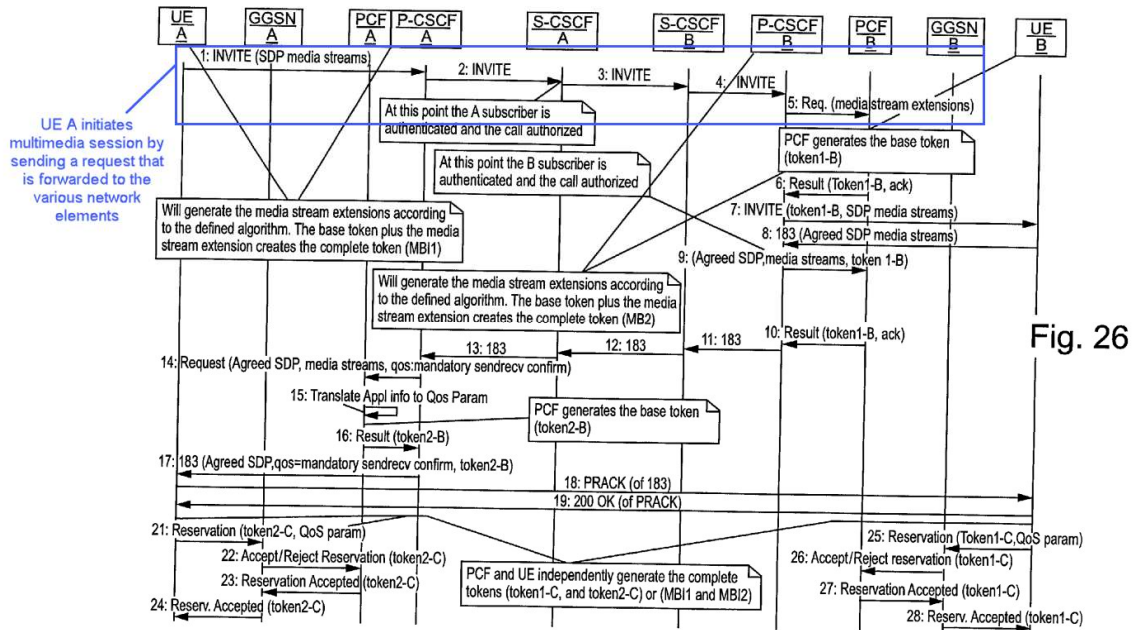 UE
A
GGSN
A
PCF
A
P-CSCF
A
S-CSCF
A
S-CSCF
B
P-CSCF
B
PCF
B
GGSN
B
UE
B
1: INVITE (SDP media streams)
2: INVITE
3: INVITE
4: INVITE
5: Req. (media stream extensions)
UE A initiates
multimedia session by
sending a request that
is forwarded to the
various network
elements
At this point the A subscriber is
authenticated and the call authorized
PCF generates the base token
(token1-B)
At this point the B subscriber is
authenticated and the call authorized
6: Result (Token1-B, ack)
7: INVITE (token1-B, SDP media streams)
8: 183 (Agreed SDP media streams)
Will generate the media stream extensions according
to the defined algorithm. The base token plus the media
stream extension creates the complete token (MBI1)
9: (Agreed SDP,media streams, token 1-B)
Will generate the media stream extensions according
to the defined algorithm. The base token plus the media
stream extension creates the complete token (MB2)
10: Result (token1-B, ack)
Fig. 26
11: 183
12: 183
13: 183
14: Request (Agreed SDP, media streams, qos:mandatory sendrecv confirm)
15: Translate Appl info to Qos Param
PCF generates the base token
(token2-B)
16: Result (token2-B)
17: 183 (Agreed SDP,qos=mandatory sendrecv confirm, token2-B)
18: PRACK (of 183)
19: 200 OK (of PRACK)
21: Reservation (token2-C, QoS param)
22: Accept/Reject Reservation (token2-C)
23: Reservation Accepted (token2-C)
24: Reserv. Accepted (token2-C)
PCF and UE independently generate the complete
tokens (token1-C, and token2-C) or (MBI1 and MBI2)
25: Reservation (Token1-C,QoS param)
26: Accept/Reject reservation (token1-C)
27: Reservation Accepted (token1-C)
28: Reserv. Accepted (token1-C)